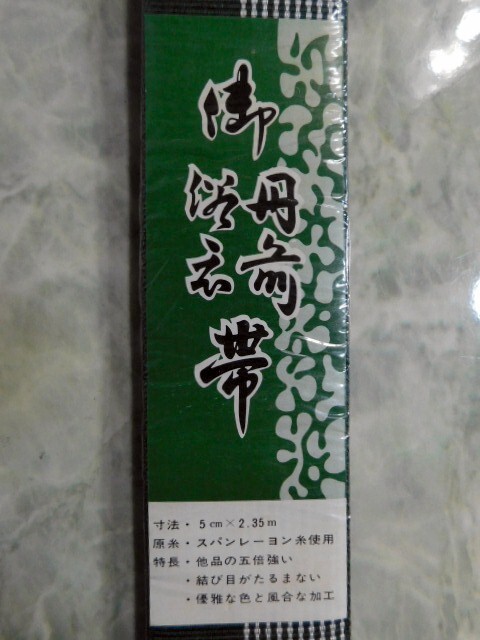 御
丹前
浴衣
帯
寸法・5cm×2.35m
原糸・スパンレーヨン糸使用
特長・他品の五倍強い
・結び目がたるまない
・優雅な色と風合な加工